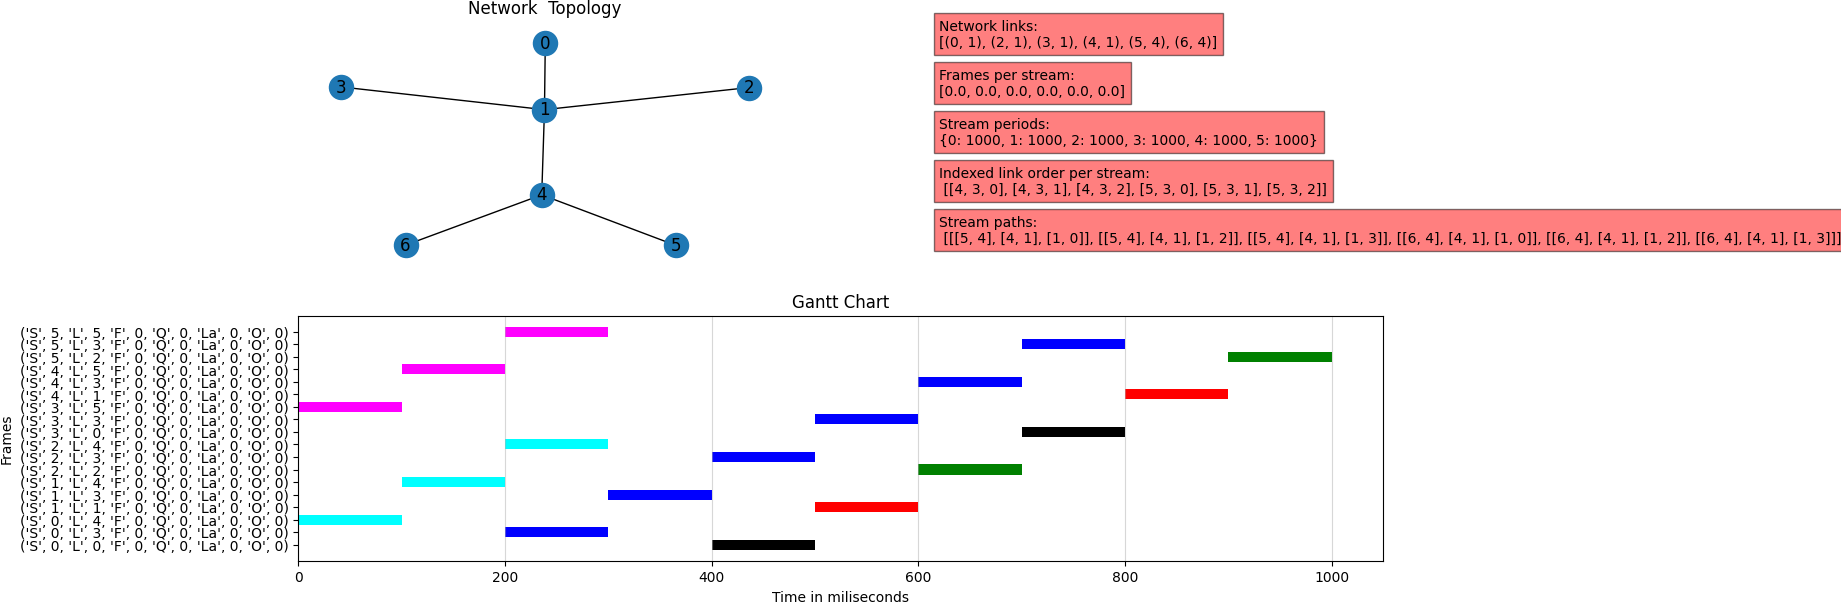 Network  Topology
0
3
2
1
4
6
5
Network links:
[(0, 1), (2, 1), (3, 1), (4, 1), (5, 4), (6, 4)]
Frames per stream:
[0.0, 0.0, 0.0, 0.0, 0.0, 0.0]
Stream periods:
{0: 1000, 1: 1000, 2: 1000, 3: 1000, 4: 1000, 5: 1000}
Indexed link order per stream:
[[4, 3, 0], [4, 3, 1], [4, 3, 2], [5, 3, 0], [5, 3, 1], [5, 3, 2]]
Stream paths:
[[[5, 4], [4, 1], [1, 0]], [[5, 4], [4, 1], [1, 2]], [[5, 4], [4, 1], [1, 3]], [[6, 4], [4, 1], [1, 0]], [[6, 4], [4, 1], [1, 2]], [[6, 4], [4, 1], [1, 3]]]
Gantt Chart
Frames
('S', 5, 'L', 5, 'F', 0, 'Q', 0, 'La', 0, 'O', 0)
('S', 5, 'L', 3, 'F', 0, 'Q', 0, 'La', 0, 'O', 0)
('S', 5, 'L', 2, 'F', 0, 'Q', 0, 'La', 0, 'O', 0)
('S', 4, 'L', 5, 'F', 0, 'Q', 0, 'La', 0, 'O', 0)
('S', 4, 'L', 3, 'F', 0, 'Q', 0, 'La', 0, 'O', 0)
('S', 4, 'L', 1, 'F', 0, 'Q', 0, 'La', 0, 'O', 0)
('S', 3, 'L', 5, 'F', 0, 'Q', 0, 'La', 0, 'O', 0)
('S', 3, 'L', 3, 'F', 0, 'Q', 0, 'La', 0, 'O', 0)
('S', 3, 'L', 0, 'F', 0, 'Q', 0, 'La', 0, 'O', 0)
('S', 2, 'L', 4, 'F', 0, 'Q', 0, 'La', 0, 'O', 0)
('S', 2, 'L', 3, 'F', 0, 'Q', 0, 'La', 0, 'O', 0)
('S', 2, 'L', 2, 'F', 0, 'Q', 0, 'La', 0, 'O', 0)
('S', 1, 'L', 4, 'F', 0, 'Q', 0, 'La', 0, 'O', 0)
('S', 1, 'L', 3, 'F', 0, 'Q', 0, 'La', 0, 'O', 0)
('S', 1, 'L', 1, 'F', 0, 'Q', 0, 'La', 0, 'O', 0)
('S', 0, 'L', 4, 'F', 0, 'Q', 0, 'La', 0, 'O', 0)
('S', 0, 'L', 3, 'F', 0, 'Q', 0, 'La', 0, 'O', 0)
('S', 0, 'L', 0, 'F', 0, 'Q', 0, 'La', 0, 'O', 0)
0 200 400 600 800 1000
Time in miliseconds